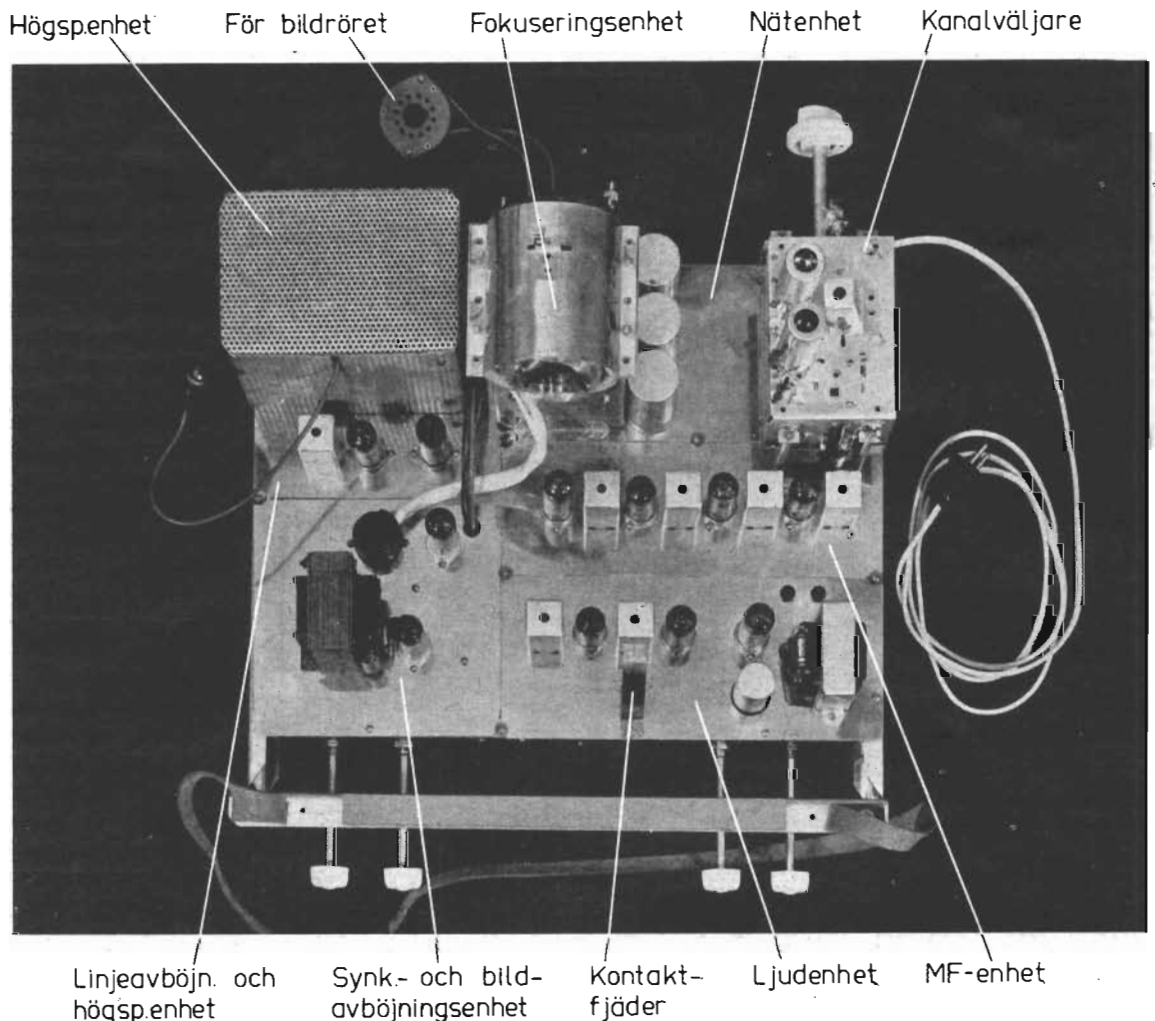 Högsp.enhet
För bildröret
Fokuseringsenhet
Nätenhet
Kanalväljare
Linjeavböjn. och
högsp.enhet
Synk.- och bild-
avböjningsenhet
Kontakt-
fjäder
Ljudenhet
MF-enhet